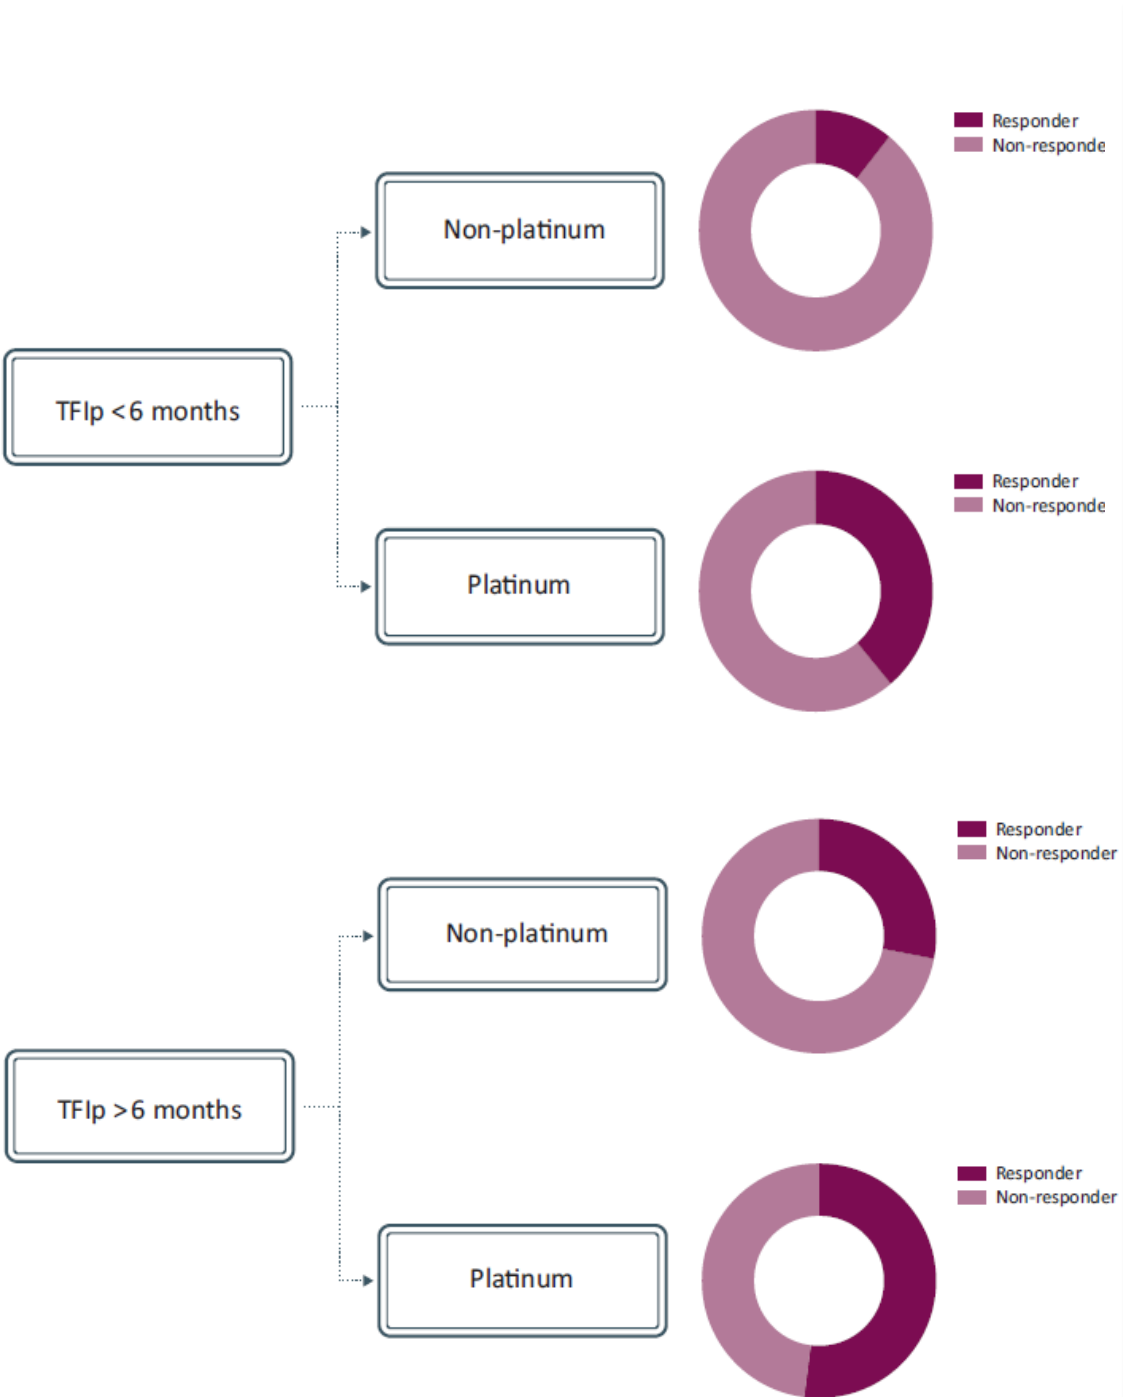 Responder
Non-responde
Non-platinum
TFIp <6 months
Responder
Non-responde
Platinum
Responder
Non-responder
Non-platinum
TFIp >6 months
Responder
Non-responder
Platinum